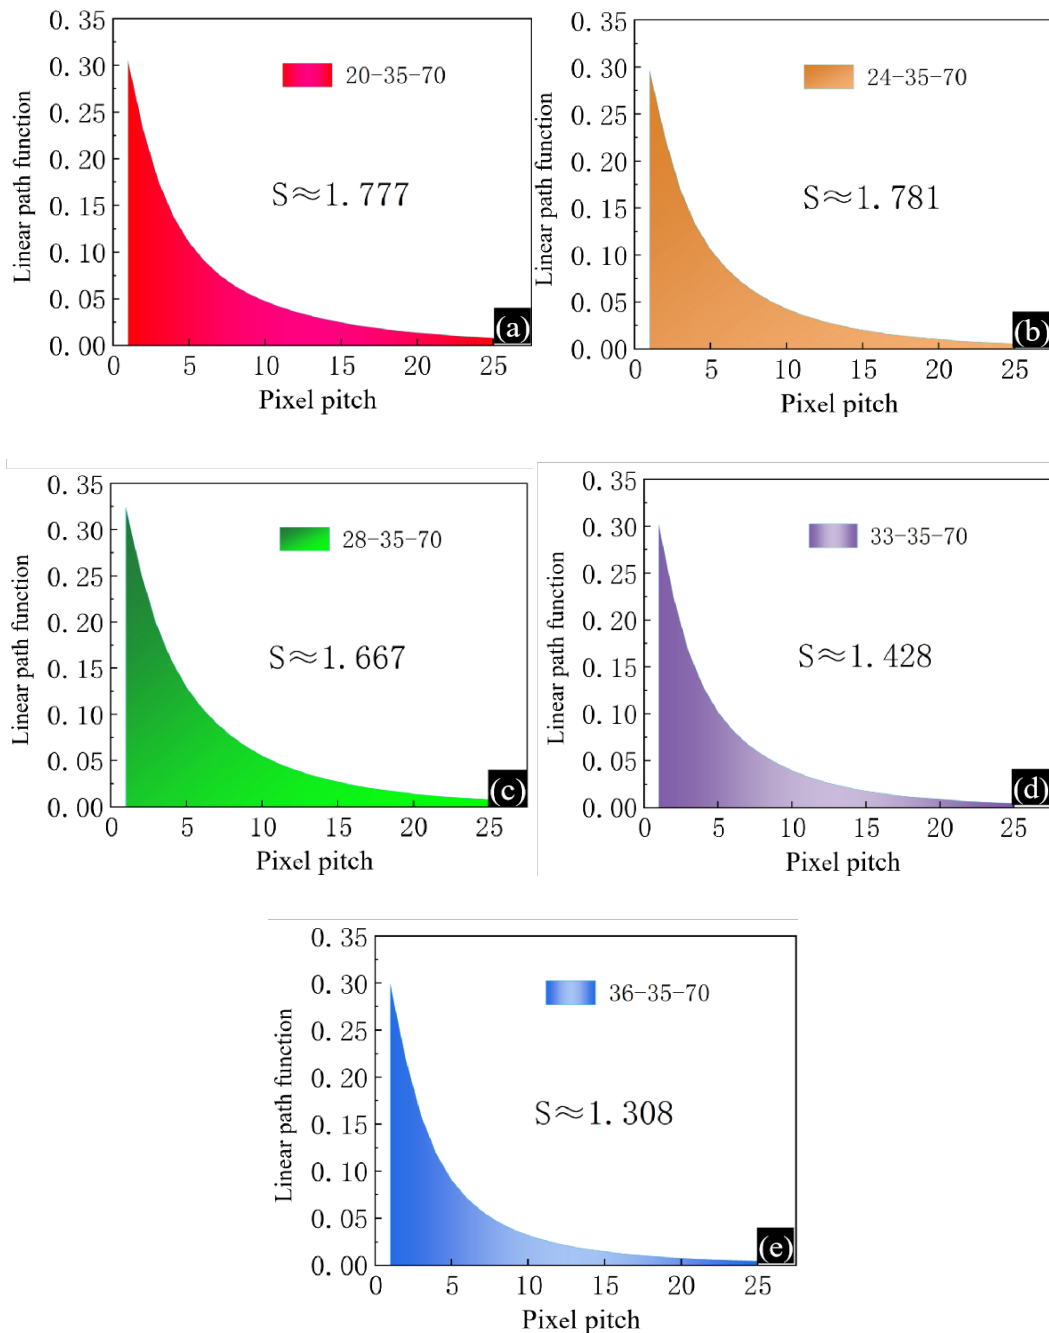 0.35
0.30
0.25
0.20
0.15
0.10
0.05
0.00
Linear path function
20-35-70
S≈1.777
(a)
0 5 10 15 20 25
Pixel pitch
0.35
0.30
0.25
0.20
0.15
0.10
0.05
0.00
Linear path function
24-35-70
S≈1.781
(b)
0 5 10 15 20 25
Pixel pitch
0.35
0.30
0.25
0.20
0.15
0.10
0.05
0.00
Linear path function
28-35-70
S≈1.667
(c)
0 5 10 15 20 25
Pixel pitch
0.35
0.30
0.25
0.20
0.15
0.10
0.05
0.00
Linear path function
33-35-70
S≈1.428
(d)
0 5 10 15 20 25
Pixel pitch
0.35
0.30
0.25
0.20
0.15
0.10
0.05
0.00
Linear path function
36-35-70
S≈1.308
(e)
0 5 10 15 20 25
Pixel pitch